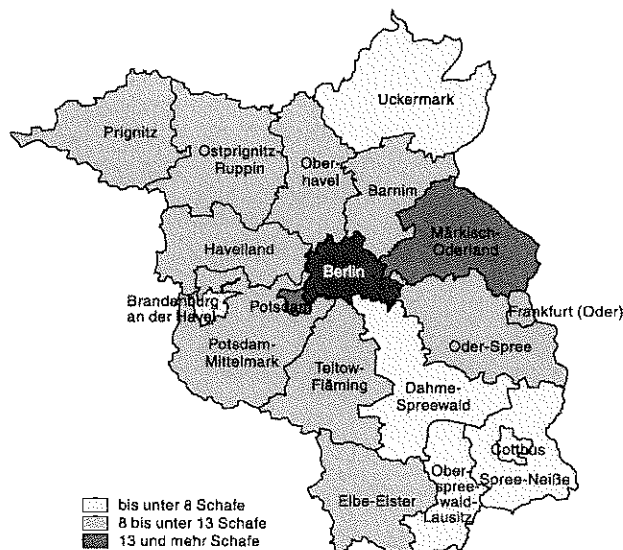 Uckermark
Prignitz
Ostprignitz-
Ruppin
Ober-
havel
Barnim
Märkisch-
Oderland
Havelland
Berlin
Brandenburg
an der Havel
Potsdam
Frankfurt (Oder)
Potsdam-
Mittelmark
Oder-Spree
Teltow-
Fläming
Dahme-
Spreewald
Cottbus
Spree-Neiße
Elbe-Elster
Ober-
spree-
wald-
Lausitz
bis unter 8 Schafe
8 bis unter 13 Schafe
13 und mehr Schafe